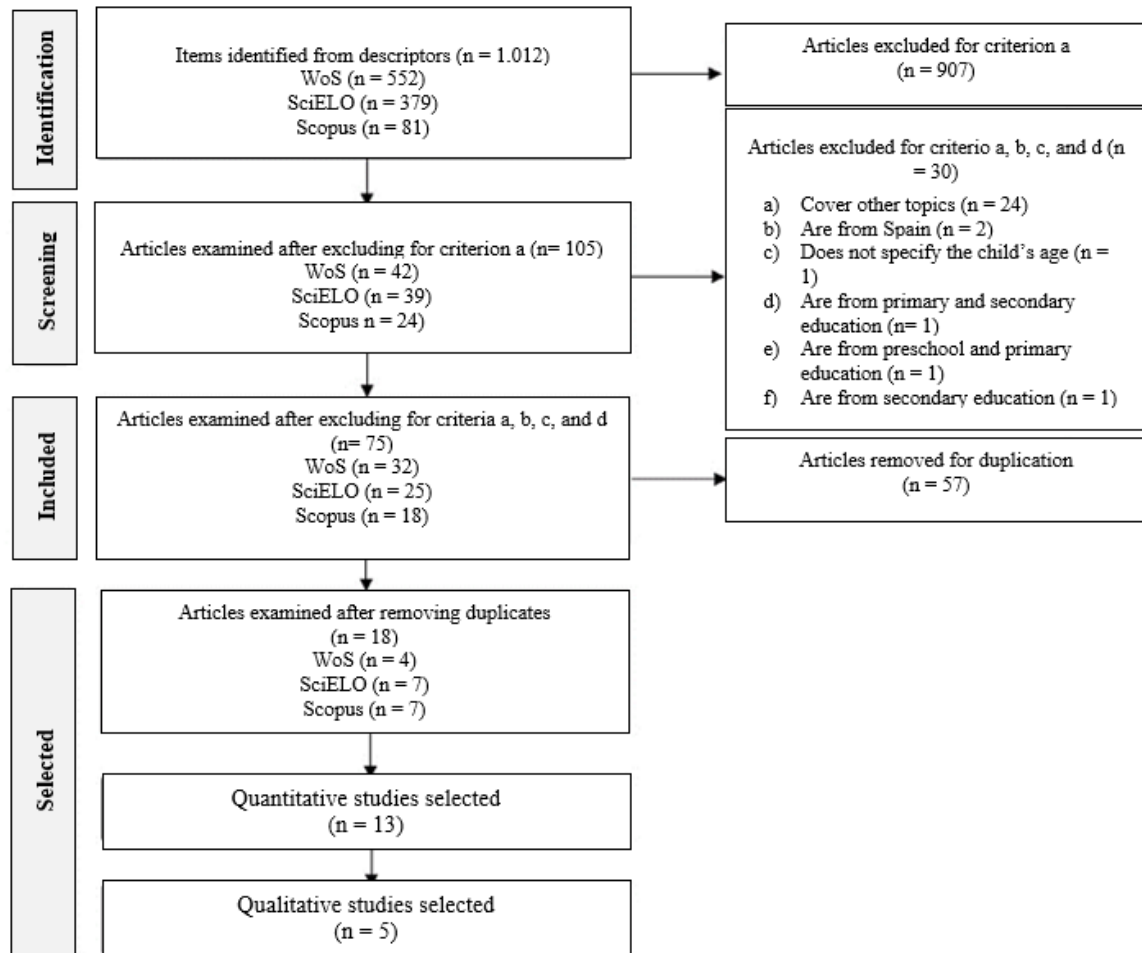 Identification
Items identified from descriptors (n = 1.012)
WoS (n = 552)
SciELO (n = 379)
Scopus (n = 81)
Articles excluded for criterion a
(n = 907)
Screening
Articles examined after excluding for criterion a (n= 105)
WoS (n = 42)
SciELO (n = 39)
Scopus n = 24)
Articles excluded for criterio a, b, c, and d (n
= 30)
a) Cover other topics (n = 24)
b) Are from Spain (n = 2)
c) Does not specify the child’s age (n =
1)
d) Are from primary and secondary
education (n= 1)
e) Are from preschool and primary
education (n = 1)
f) Are from secondary education (n = 1)
Included
Articles examined after excluding for criteria a, b, c, and d
(n= 75)
WoS (n = 32)
SciELO (n = 25)
Scopus (n = 18)
Articles removed for duplication
(n = 57)
Selected
Articles examined after removing duplicates
(n = 18)
WoS (n = 4)
SciELO (n = 7)
Scopus (n = 7)
Quantitative studies selected
(n = 13)
Qualitative studies selected
(n = 5)